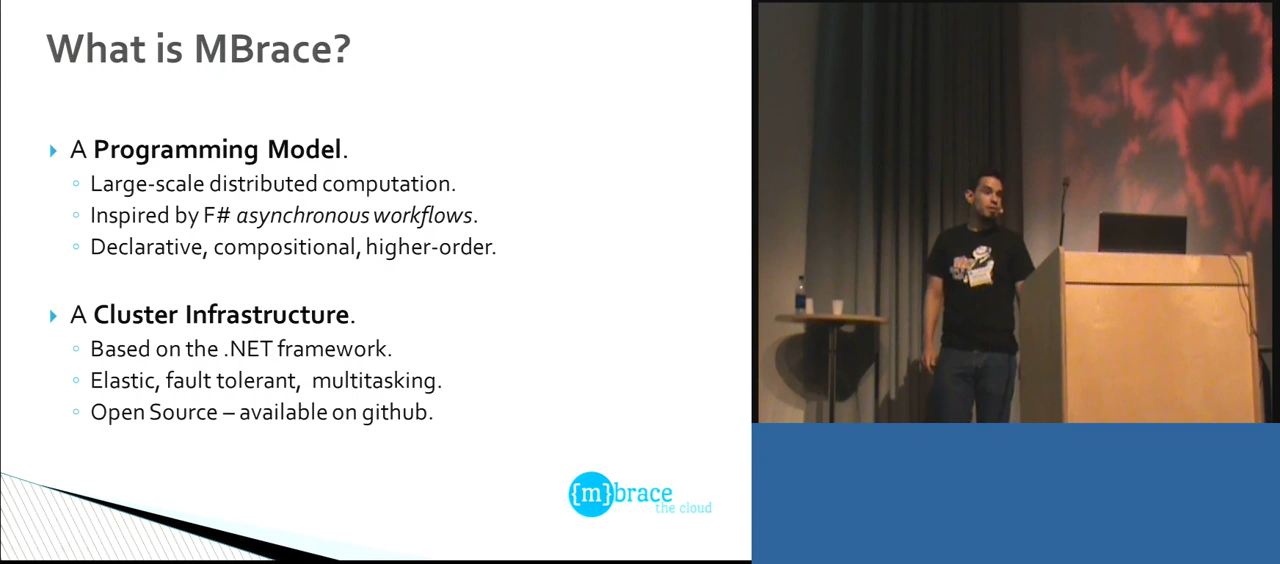 What is MBrace?
A Programming Model.
Large-scale distributed computation.
Inspired by F# asynchronous workflows.
Declarative, compositional, higher-order.
A Cluster Infrastructure.
Based on the .NET framework.
Elastic, fault tolerant, multitasking.
Open Source – available on github.
{m}brace
the cloud